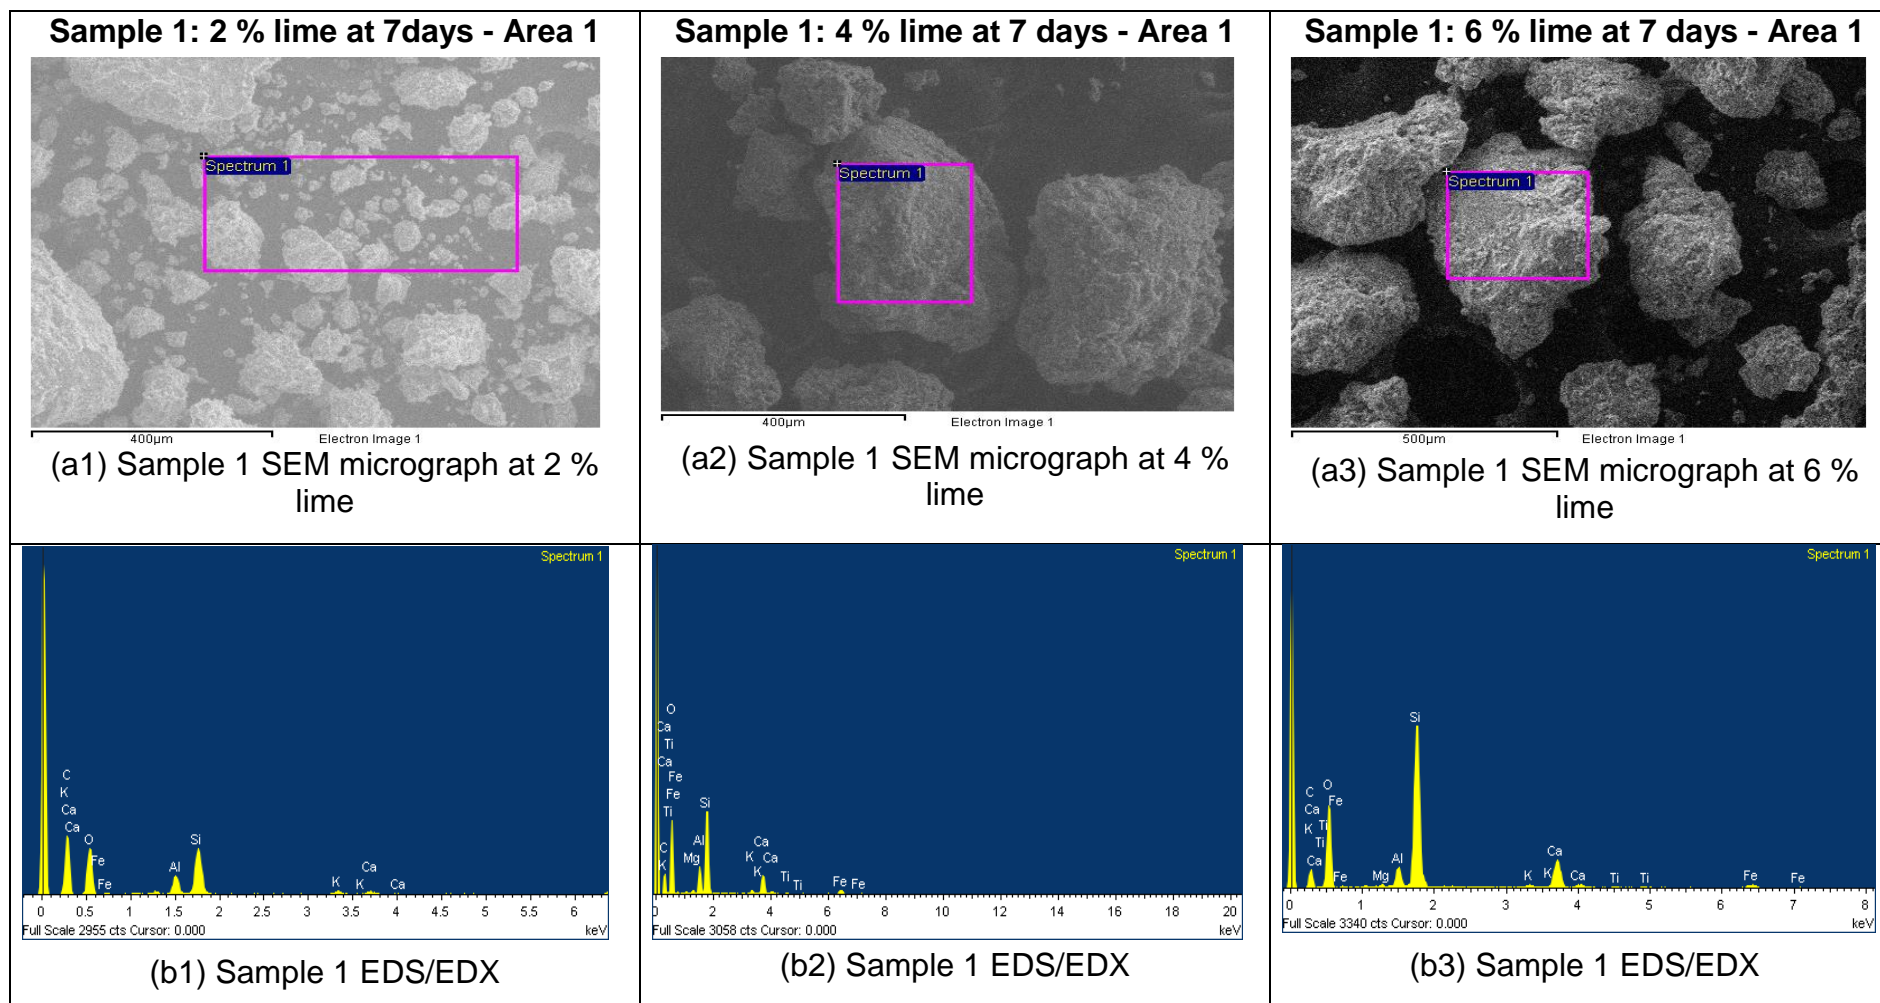 Sample 1: 2 % lime at 7days - Area 1
Spectrum 1
400µm
Electron Image 1
(a1) Sample 1 SEM micrograph at 2 %
lime
Sample 1: 4 % lime at 7 days - Area 1
Spectrum 1
400µm
Electron Image 1
(a2) Sample 1 SEM micrograph at 4 %
lime
Sample 1: 6 % lime at 7 days - Area 1
Spectrum 1
500µm
Electron Image 1
(a3) Sample 1 SEM micrograph at 6 %
lime
Spectrum 1
C
K
Ca
Ca
O
Fe
Fe
Al
Si
K
K
Ca
Ca
0 0.5 1 1.5 2 2.5 3 3.5 4 4.5 5 5.5 6
Full Scale 2955 cts Cursor: 0.000 keV
(b1) Sample 1 EDS/EDX
Spectrum 1
O
Ca
Ti
Ca
Fe
Fe
Ti
C
K
Mg
Al
Si
K
Ca
K
Ca
Ti
Ti
Fe
Fe
0 2 4 6 8 10 12 14 16 18 20
Full Scale 3058 cts Cursor: 0.000 keV
(b2) Sample 1 EDS/EDX
Spectrum 1
C
Ca
K
Ca
O
Fe
Ti
Ti
Fe
Mg
Al
Si
K
K
Ca
Ca
Ti
Ti
Fe
Fe
0 1 2 3 4 5 6 7 8
Full Scale 3340 cts Cursor: 0.000 keV
(b3) Sample 1 EDS/EDX